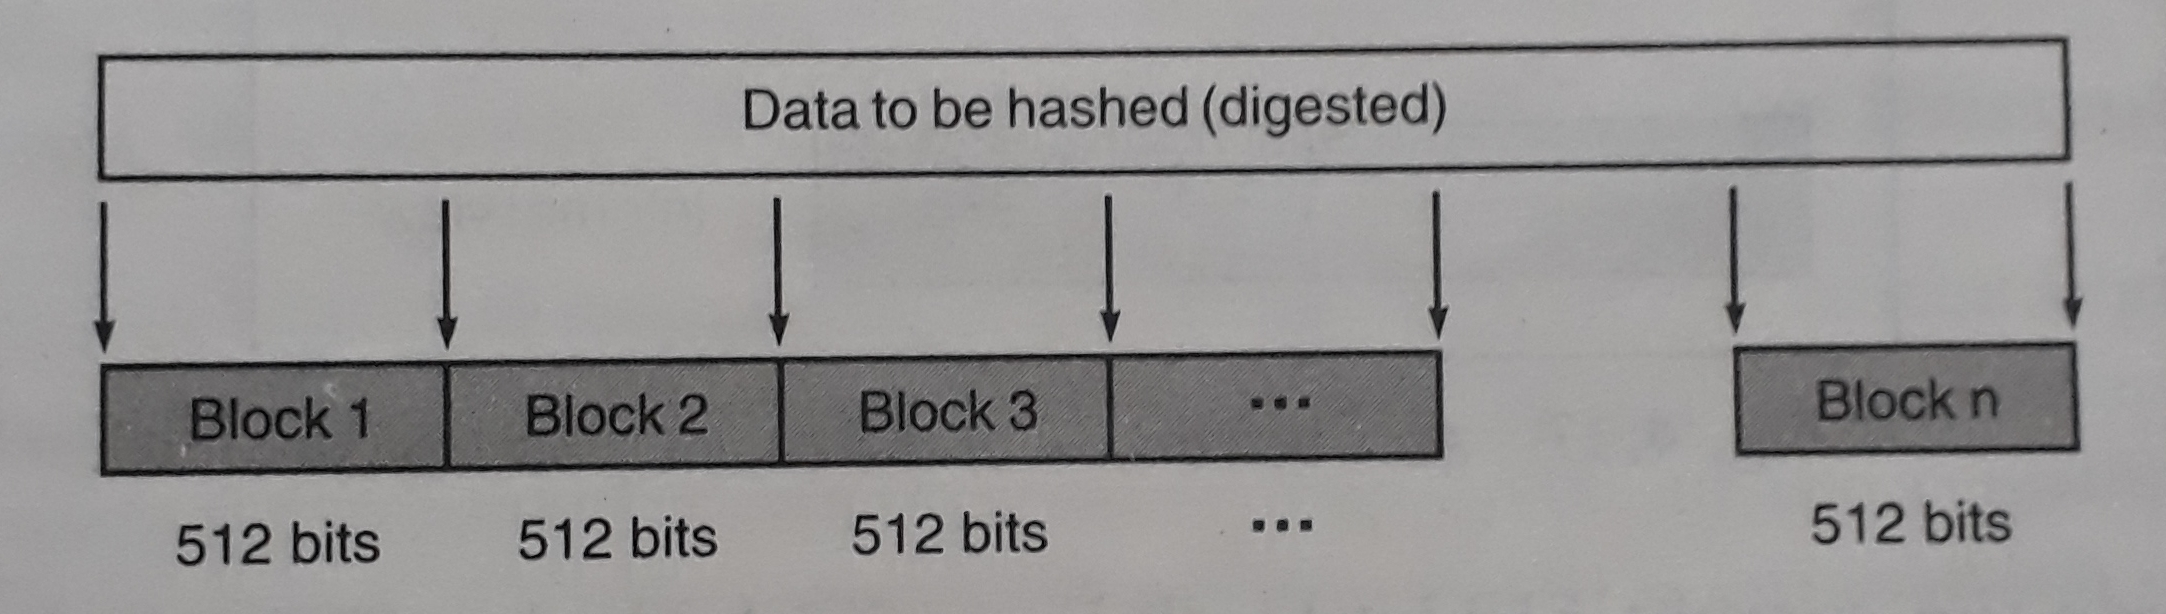 Data to be hashed (digested)
Block 1 Block 2 Block 3 ... Block n
512 bits 512 bits 512 bits ... 512 bits